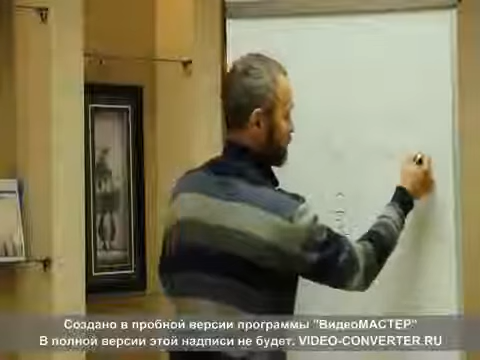 Создано в пробной версии программы "ВидеоМАСТЕР"
В полной версии этой надписи не будет. VIDEO-CONVERTER.RU